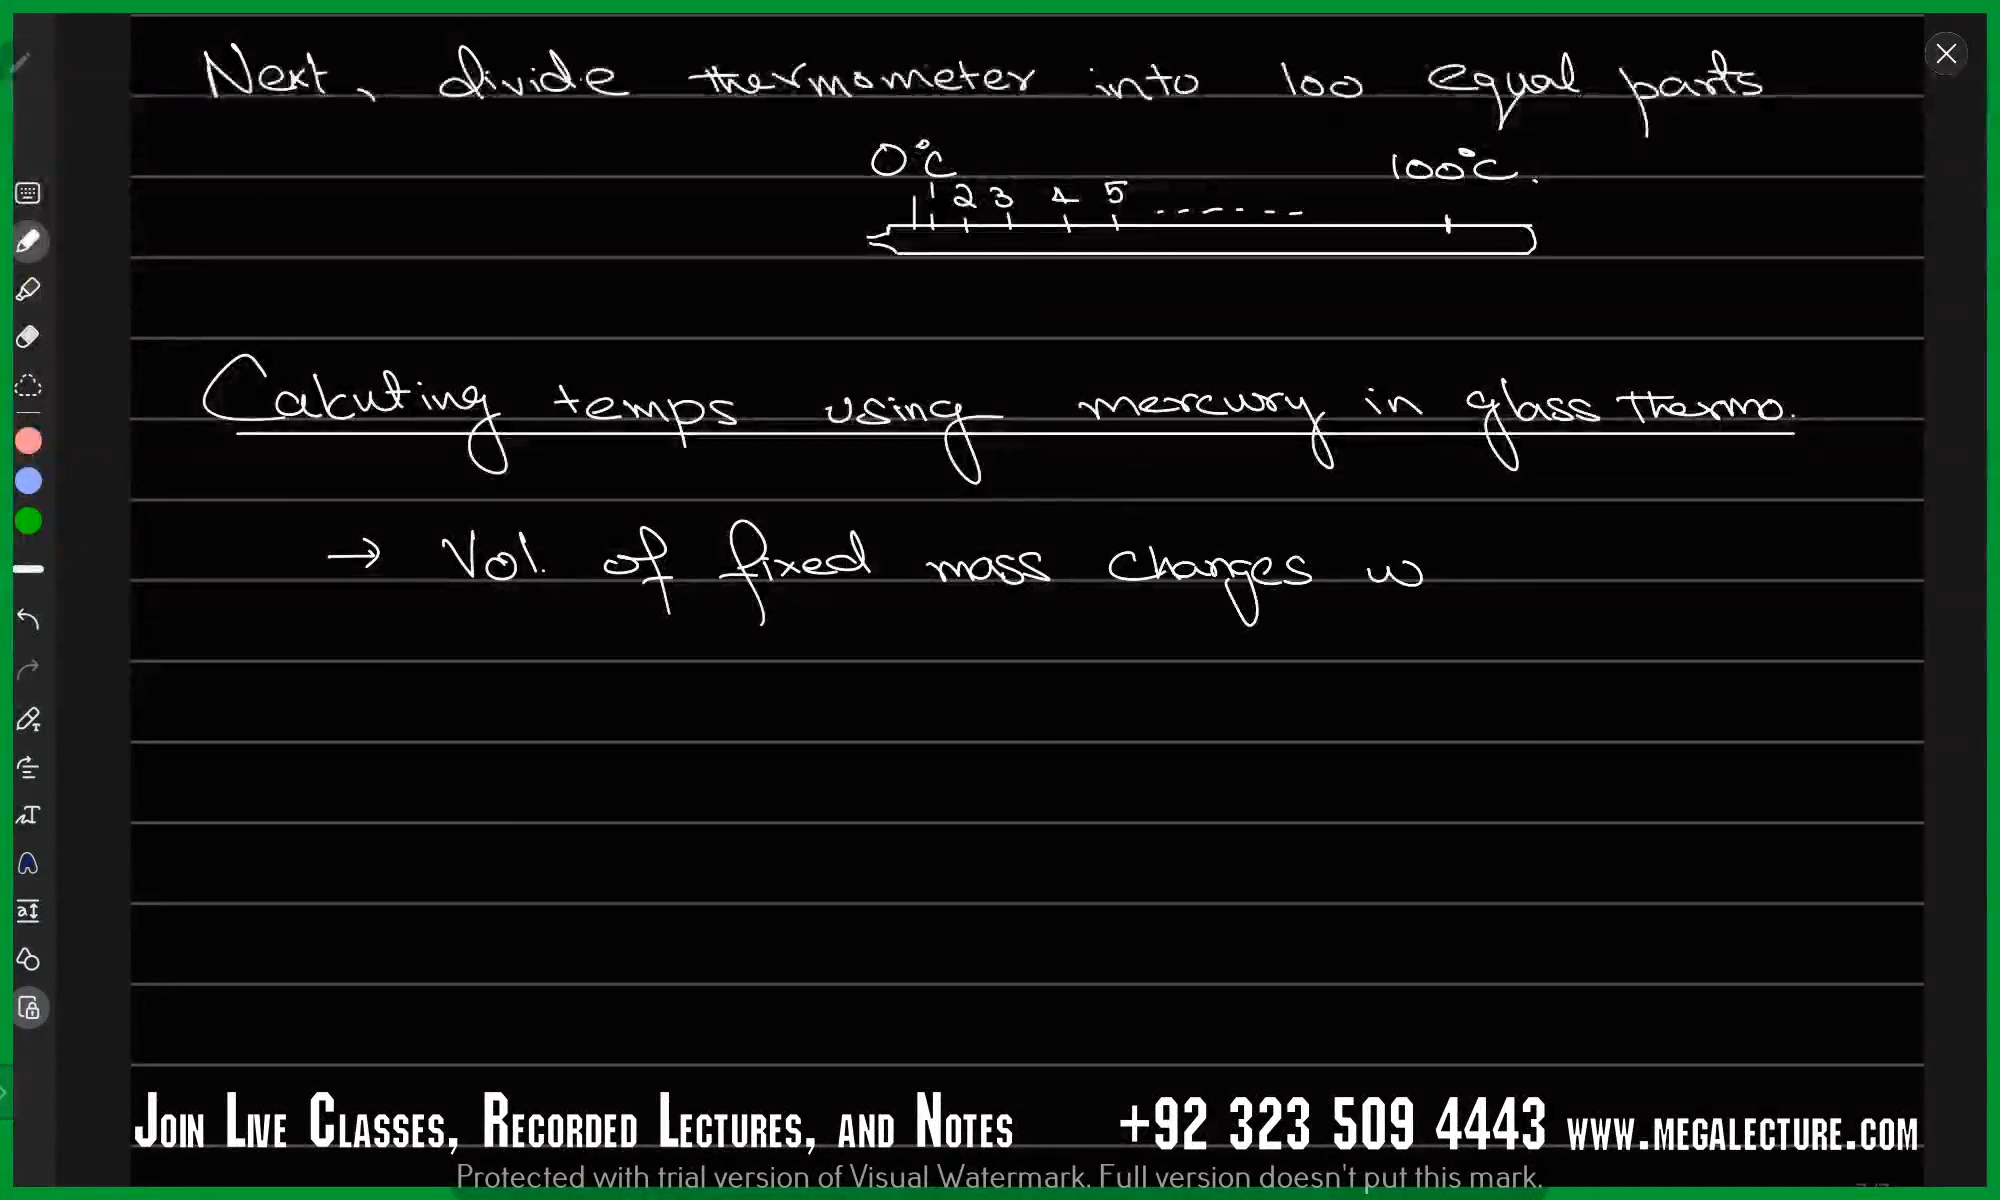 Next, divide thermometer into 100 equal parts
0°C 100°C.
1 2 3 4 5 ------
Calcuting temps using mercury in glass thermo.
→ Vol. of fixed mass changes w
JOIN LIVE CLASSES, RECORDED LECTURES, AND NOTES +92 323 509 4443 WWW.MEGALECTURE.COM
Protected with trial version of Visual Watermark. Full version doesn't put this mark.